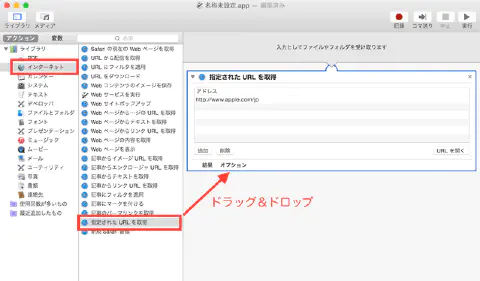 名称未設定.app — 編集済み
ライブラリ
メディア
記録
コマ送り
停止
実行
アクション
変数
入力としてファイルやフォルダを受け取ります
ライブラリ
インターネット
カレンダー
システム
テキスト
デベロッパ
ファイルとフォルダ
フォント
プレゼンテーション
ミュージック
ムービー
メール
ユーティリティ
写真
書類
連絡先
使用回数が多いもの
最近追加したもの
Safari の現在の Web ページを取得
URL から配信を取得
URL にフィルタを適用
URL をダウンロード
Web コンテンツのイメージを保存
Web サービスを実行
Web サイトポップアップ
Web ページからページの URL を取得
Web ページからテキストを取得
Web ページからリンク URL を取得
Web ページの内容を取得
Web ページを表示
記事からイメージ URL を取得
記事からエンクロージャ URL を取得
記事からテキストを取得
記事からリンク URL を取得
記事にフィルタを適用
記事にマークを付ける
記事のパーマリンクを取得
指定された URL を取得
指定された URL を取得
アドレス
http://www.apple.com/jp
追加
削除
URL を開く
結果
オプション
ドラッグ＆ドロップ